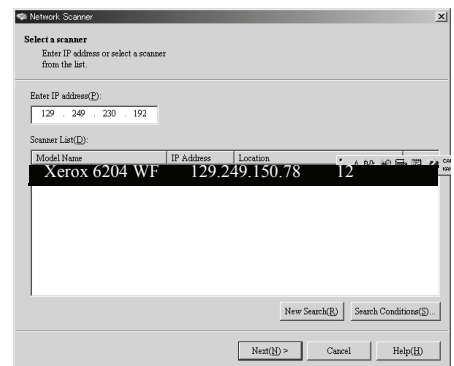 Network Scanner
Select a scanner
Enter IP address or select a scanner
from the list.
Enter IP address(P):
129 . 249 . 230 . 192
Scanner List(D):
Model Name IP Address Location
Xerox 6204 WF 129.249.150.78 12
New Search(R) Search Conditions(S)...
Next(N) > Cancel Help(H)